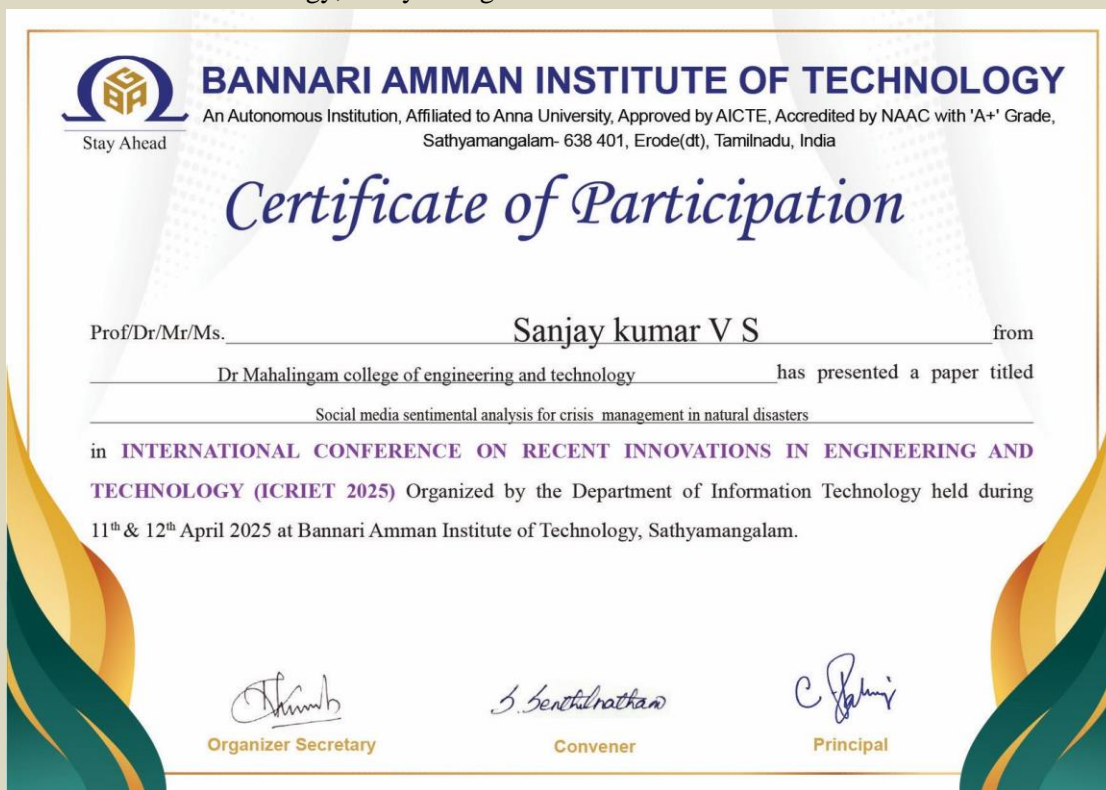 BANNARI AMMAN INSTITUTE OF TECHNOLOGY
An Autonomous Institution, Affiliated to Anna University, Approved by AICTE, Accredited by NAAC with 'A+' Grade,
Sathyamangalam- 638 401, Erode(dt), Tamilnadu, India
BA
Stay Ahead
Certificate of Participation
Prof/Dr/Mr/Ms. Sanjay kumar V S from
Dr Mahalingam college of engineering and technology has presented a paper titled
Social media sentimental analysis for crisis management in natural disasters
in INTERNATIONAL CONFERENCE ON RECENT INNOVATIONS IN ENGINEERING AND
TECHNOLOGY (ICRIET 2025) Organized by the Department of Information Technology held during
11th & 12th April 2025 at Bannari Amman Institute of Technology, Sathyamangalam.
S. Senthilnathan
Organizer Secretary Convener Principal